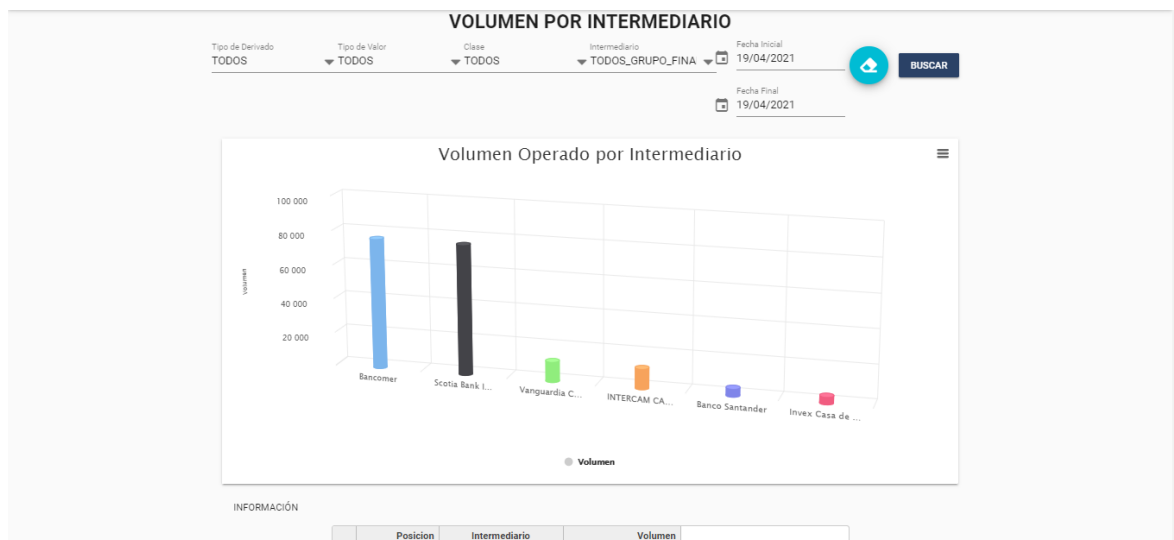 VOLUMEN POR INTERMEDIARIO
Tipo de Derivado
TODOS
Tipo de Valor
TODOS
Clase
TODOS
Intermediario
TODOS_GRUPO_FINA
Fecha Inicial
19/04/2021
BUSCAR
Fecha Final
19/04/2021
Volumen Operado por Intermediario
100 000
80 000
60 000
40 000
20 000
Volumen
Bancomer
Scotia Bank I...
Vanguardia C...
INTERCAM CA...
Banco Santander
Invex Casa de ...
Volumen
INFORMACIÓN
Posicion Intermediario Volumen